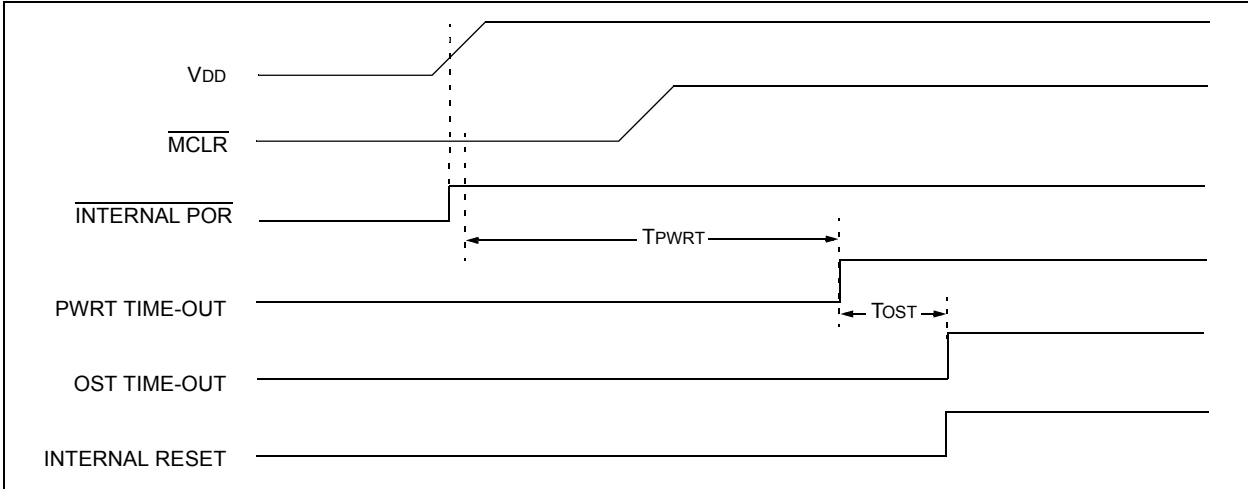 VDD
MCLR
INTERNAL POR
TPWRT
PWRT TIME-OUT
TOST
OST TIME-OUT
INTERNAL RESET